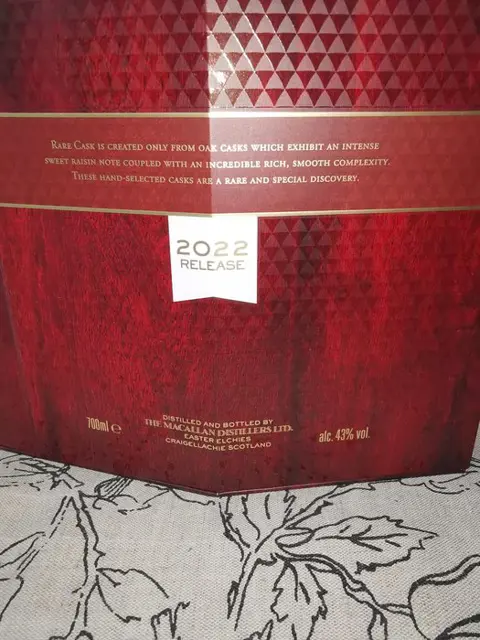 RARE CASK IS CREATED ONLY FROM OAK CASKS WHICH EXHIBIT AN INTENSE
SWEET RAISIN NOTE COUPLED WITH AN INCREDIBLE RICH, SMOOTH COMPLEXITY.
THESE HAND-SELECTED CASKS ARE A RARE AND SPECIAL DISCOVERY.
2022
RELEASE
700ml ℮
DISTILLED AND BOTTLED BY
THE MACALLAN DISTILLERS LTD.
EASTER ELCHIES
CRAIGELLACHIE SCOTLAND
alc. 43% vol.